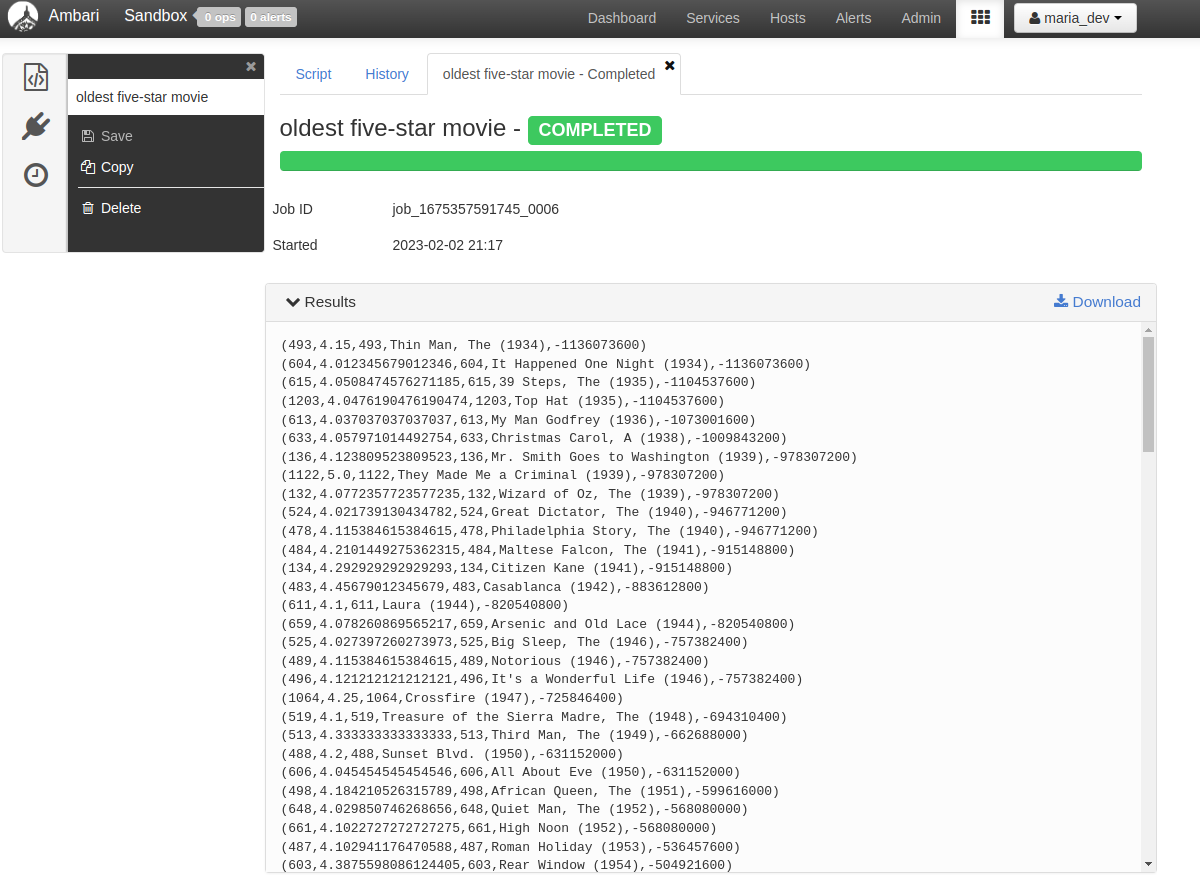 Ambari Sandbox 0 ops 0 alerts Dashboard Services Hosts Alerts Admin maria_dev
oldest five-star movie
Save
Copy
Delete
Script History oldest five-star movie - Completed
oldest five-star movie - COMPLETED
Job ID job_1675357591745_0006
Started 2023-02-02 21:17
Results Download
(493,4.15,493,Thin Man, The (1934),-1136073600)
(604,4.012345679012346,604,It Happened One Night (1934),-1136073600)
(615,4.0508474576271185,615,39 Steps, The (1935),-1104537600)
(1203,4.0476190476190474,1203,Top Hat (1935),-1104537600)
(613,4.037037037037037,613,My Man Godfrey (1936),-1073001600)
(633,4.057971014492754,633,Christmas Carol, A (1938),-1009843200)
(136,4.123809523809523,136,Mr. Smith Goes to Washington (1939),-978307200)
(1122,5.0,1122,They Made Me a Criminal (1939),-978307200)
(132,4.0772357723577235,132,Wizard of Oz, The (1939),-978307200)
(524,4.021739130434782,524,Great Dictator, The (1940),-946771200)
(478,4.115384615384615,478,Philadelphia Story, The (1940),-946771200)
(484,4.2101449275362315,484,Maltese Falcon, The (1941),-915148800)
(134,4.292929292929293,134,Citizen Kane (1941),-915148800)
(483,4.45679012345679,483,Casablanca (1942),-883612800)
(611,4.1,611,Laura (1944),-820540800)
(659,4.078260869565217,659,Arsenic and Old Lace (1944),-820540800)
(525,4.027397260273973,525,Big Sleep, The (1946),-757382400)
(489,4.115384615384615,489,Notorious (1946),-757382400)
(496,4.121212121212121,496,It's a Wonderful Life (1946),-757382400)
(1064,4.25,1064,Crossfire (1947),-725846400)
(519,4.1,519,Treasure of the Sierra Madre, The (1948),-694310400)
(513,4.333333333333333,513,Third Man, The (1949),-662688000)
(488,4.2,488,Sunset Blvd. (1950),-631152000)
(606,4.045454545454546,606,All About Eve (1950),-631152000)
(498,4.184210526315789,498,African Queen, The (1951),-599616000)
(648,4.029850746268656,648,Quiet Man, The (1952),-568080000)
(661,4.1022727272727275,661,High Noon (1952),-568080000)
(487,4.102941176470588,487,Roman Holiday (1953),-536457600)
(603,4.3875598086124405,603,Rear Window (1954),-504921600)